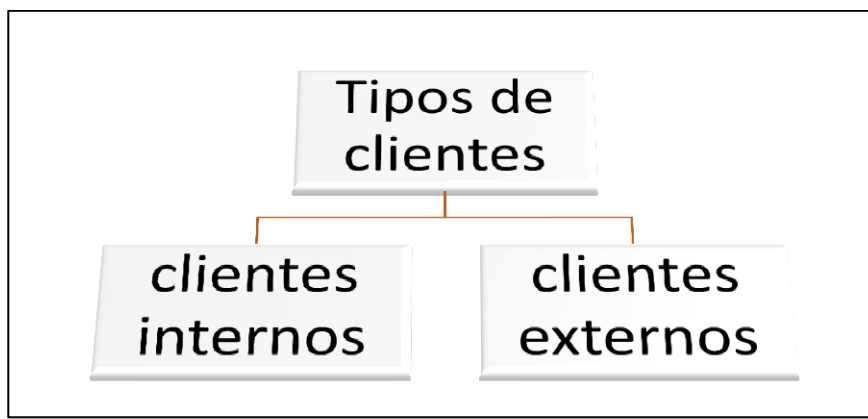 Tipos de
clientes
clientes
internos
clientes
externos